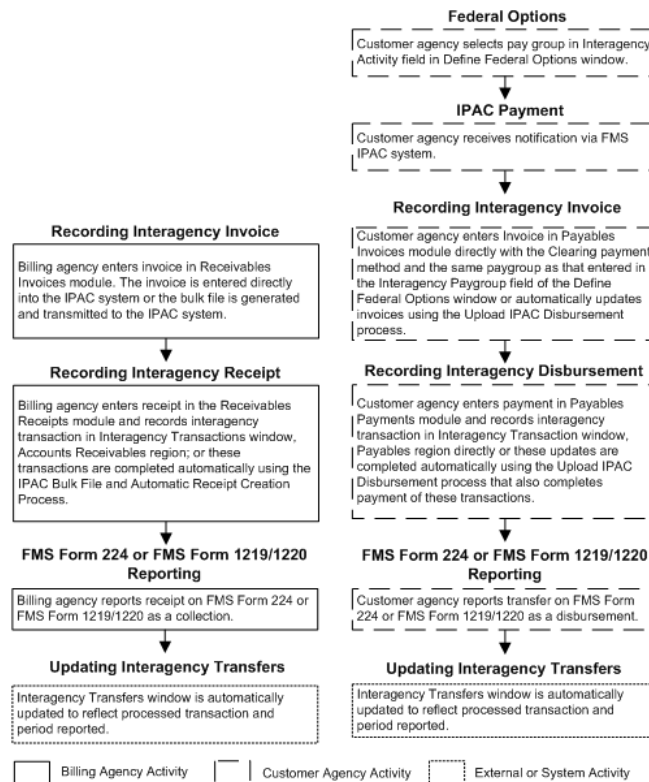 Federal Options
Customer agency selects pay group in Interagency
Activity field in Define Federal Options window.
IPAC Payment
Customer agency receives notification via FMS
IPAC system.
Recording Interagency Invoice
Billing agency enters invoice in Receivables
Invoices module. The invoice is entered directly
into the IPAC system or the bulk file is generated
and transmitted to the IPAC system.
Recording Interagency Receipt
Billing agency enters receipt in the Receivables
Receipts module and records interagency
transaction in Interagency Transactions window,
Accounts Receivables region; or these
transactions are completed automatically using the
IPAC Bulk File and Automatic Receipt Creation
Process.
FMS Form 224 or FMS Form 1219/1220
Reporting
Billing agency reports receipt on FMS Form 224 or
FMS Form 1219/1220 as a collection.
Updating Interagency Transfers
Interagency Transfers window is automatically
updated to reflect processed transaction and
period reported.
Recording Interagency Invoice
Customer agency enters Invoice in Payables
Invoices module directly with the Clearing payment
method and the same paygroup as that entered in
the Interagency Paygroup field of the Define
Federal Options window or automatically updates
invoices using the Upload IPAC Disbursement
process.
Recording Interagency Disbursement
Customer agency enters payment in Payables
Payments module and records interagency
transaction in Interagency Transaction window,
Payables region directly or these updates are
completed automatically using the Upload IPAC
Disbursement process that also completes
payment of these transactions.
FMS Form 224 or FMS Form 1219/1220
Reporting
Customer agency reports transfer on FMS Form
224 or FMS Form 1219/1220 as a disbursement.
Updating Interagency Transfers
Interagency Transfers window is automatically
updated to reflect processed transaction and
period reported.
Billing Agency Activity
Customer Agency Activity
External or System Activity